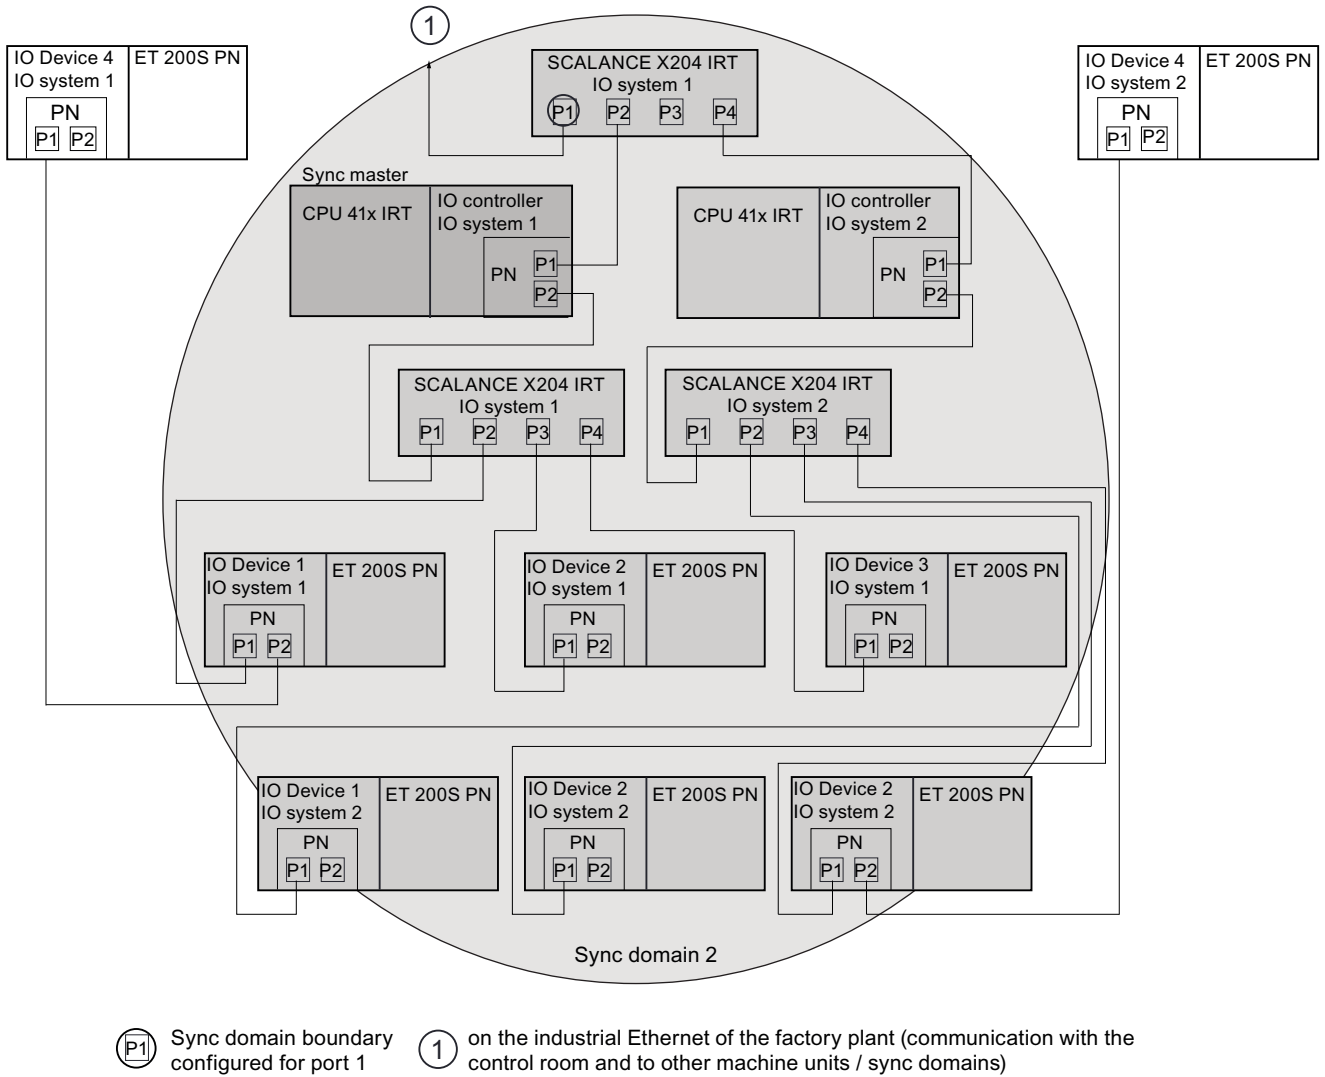 1
IO Device 4
IO system 1
ET 200S PN
PN
P1 P2
SCALANCE X204 IRT
IO system 1
P1 P2 P3 P4
IO Device 4
IO system 2
ET 200S PN
PN
P1 P2
Sync master
CPU 41x IRT
IO controller
IO system 1
PN
P1
P2
CPU 41x IRT
IO controller
IO system 2
PN
P1
P2
SCALANCE X204 IRT
IO system 1
P1 P2 P3 P4
SCALANCE X204 IRT
IO system 2
P1 P2 P3 P4
IO Device 1
IO system 1
ET 200S PN
PN
P1 P2
IO Device 2
IO system 1
ET 200S PN
PN
P1 P2
IO Device 3
IO system 1
ET 200S PN
PN
P1 P2
IO Device 1
IO system 2
ET 200S PN
PN
P1 P2
IO Device 2
IO system 2
ET 200S PN
PN
P1 P2
IO Device 2
IO system 2
ET 200S PN
PN
P1 P2
Sync domain 2
P1
Sync domain boundary
configured for port 1
1
on the industrial Ethernet of the factory plant (communication with the
control room and to other machine units / sync domains)